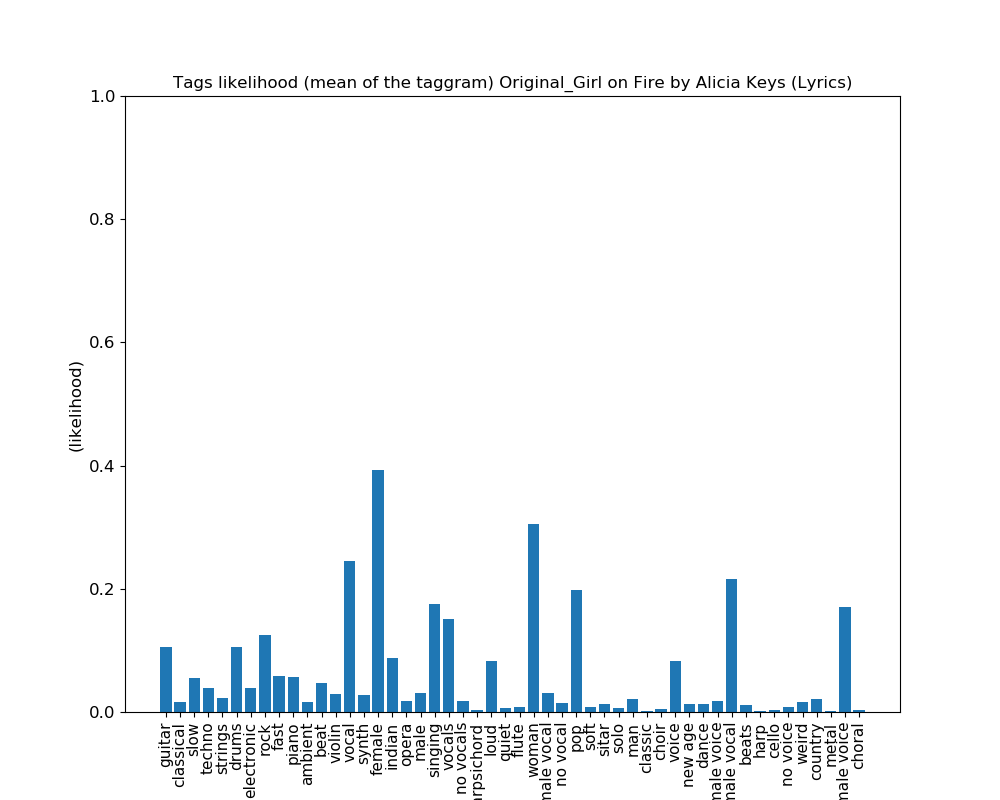 Tags likelihood (mean of the taggram) Original_Girl on Fire by Alicia Keys (Lyrics)
1.0
0.8
0.6
0.4
0.2
0.0
(likelihood)
guitar
classical
slow
techno
strings
drums
electronic
rock
fast
piano
ambient
beat
violin
vocal
synth
female
indian
opera
male
singing
vocals
no vocals
arpsichord
loud
quiet
flute
woman
male vocal
no vocal
pop
soft
sitar
solo
man
classic
choir
voice
new age
dance
male voice
male vocal
beats
harp
cello
no voice
weird
country
metal
male voice
choral